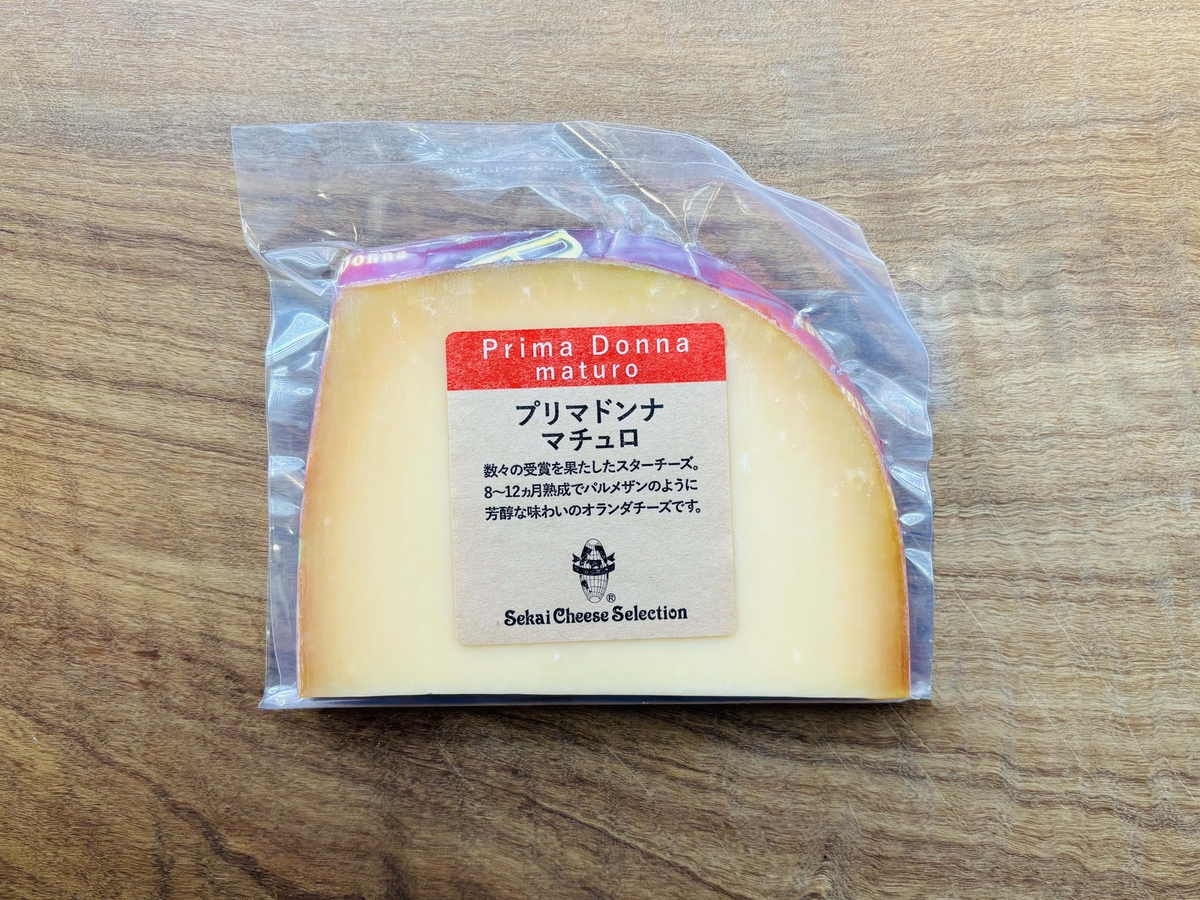 Donna
Prima Donna
maturo
プリマドンナ
マチュロ
数々の受賞を果たしたスターチーズ。
8〜12ヵ月熟成でパルメザンのように
芳醇な味わいのオランダチーズです。
®
Sekai Cheese Selection